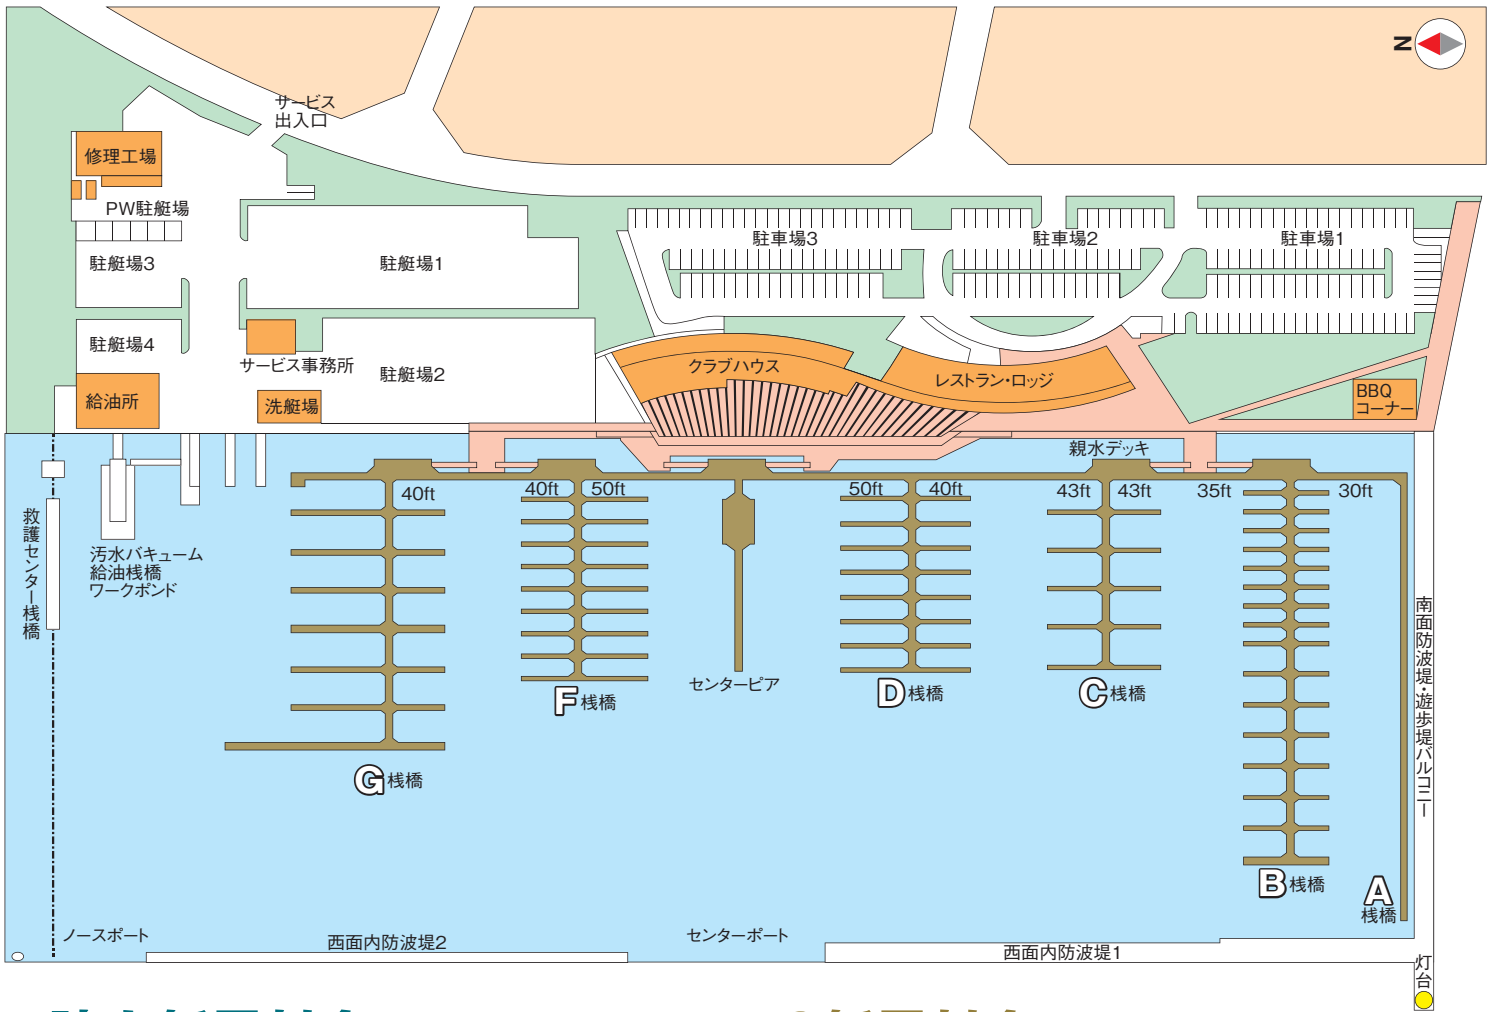 N
サービス
出入口
修理工場
PW駐艇場
駐艇場3
駐艇場1
駐車場3
駐車場2
駐車場1
駐艇場4
サービス事務所
駐艇場2
クラブハウス
レストラン・ロッジ
給油所
洗艇場
BBQ
コーナー
親水デッキ
40ft
40ft
50ft
50ft
40ft
43ft
43ft
35ft
30ft
救護センター桟橋
汚水バキューム
給油桟橋
ワークポンド
南面防波堤・遊歩堤バルコニー
センターピア
F桟橋
D桟橋
C桟橋
G桟橋
B桟橋
A
桟橋
ノースポート
西面内防波堤2
センターポート
西面内防波堤1
灯台